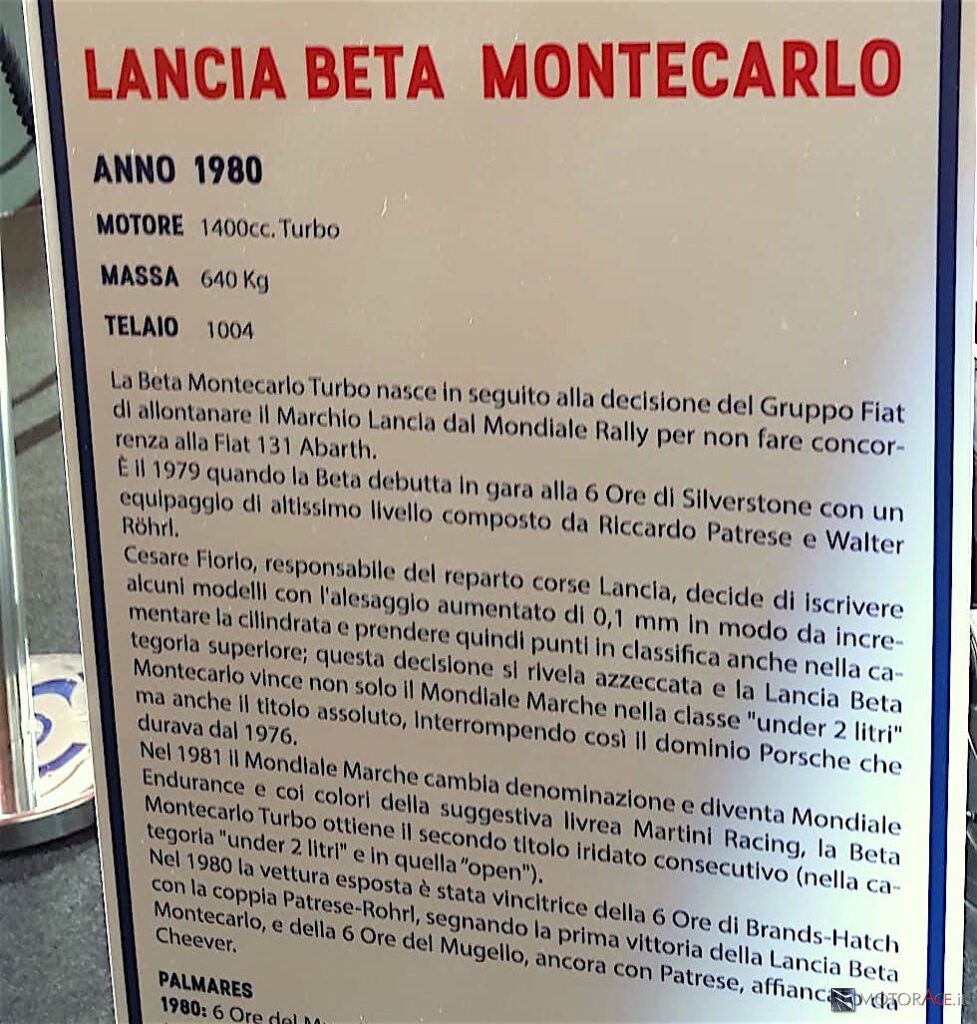 LANCIA BETA MONTECARLO
ANNO 1980
MOTORE 1400cc. Turbo
MASSA 640 Kg
TELAIO 1004
La Beta Montecarlo Turbo nasce in seguito alla decisione del Gruppo Fiat
di allontanare il Marchio Lancia dal Mondiale Rally per non fare concor-
renza alla Fiat 131 Abarth.
È il 1979 quando la Beta debutta in gara alla 6 Ore di Silverstone con un
equipaggio di altissimo livello composto da Riccardo Patrese e Walter
Röhrl.
Cesare Fiorio, responsabile del reparto corse Lancia, decide di iscrivere
alcuni modelli con l'alesaggio aumentato di 0,1 mm in modo da incre-
mentare la cilindrata e prendere quindi punti in classifica anche nella ca-
tegoria superiore; questa decisione si rivela azzeccata e la Lancia Beta
Montecarlo vince non solo il Mondiale Marche nella classe "under 2 litri"
ma anche il titolo assoluto, interrompendo così il dominio Porsche che
durava dal 1976.
Nel 1981 il Mondiale Marche cambia denominazione e diventa Mondiale
Endurance e coi colori della suggestiva livrea Martini Racing, la Beta
Montecarlo Turbo ottiene il secondo titolo iridato consecutivo (nella ca-
tegoria "under 2 litri" e in quella "open").
Nel 1980 la vettura esposta è stata vincitrice della 6 Ore di Brands-Hatch
con la coppia Patrese-Rohrl, segnando la prima vittoria della Lancia Beta
Montecarlo, e della 6 Ore del Mugello, ancora con Patrese, affiancato da
Cheever.
PALMARES
1980: 6 Ore del
MOTORACE.it